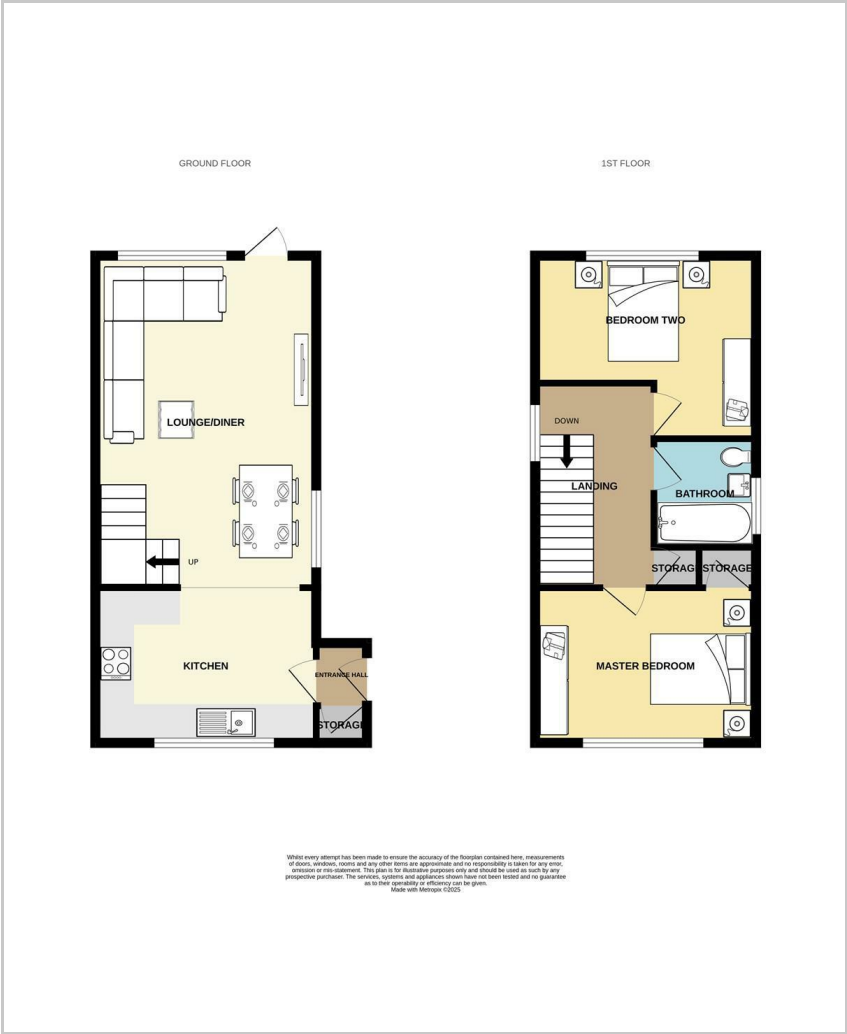 GROUND FLOOR
1ST FLOOR
LOUNGE/DINER
UP
KITCHEN
ENTRANCE HALL
STORAGE
BEDROOM TWO
DOWN
LANDING
BATHROOM
STORAGE
STORAGE
MASTER BEDROOM
Whilst every attempt has been made to ensure the accuracy of the floorplan contained here, measurements
of doors, windows, rooms and any other items are approximate and no responsibility is taken for any error,
omission or mis-statement. This plan is for illustrative purposes only and should be used as such by any
prospective purchaser. The services, systems and appliances shown have not been tested and no guarantee
as to their operability or efficiency can be given.
Made with Metropix ©2025